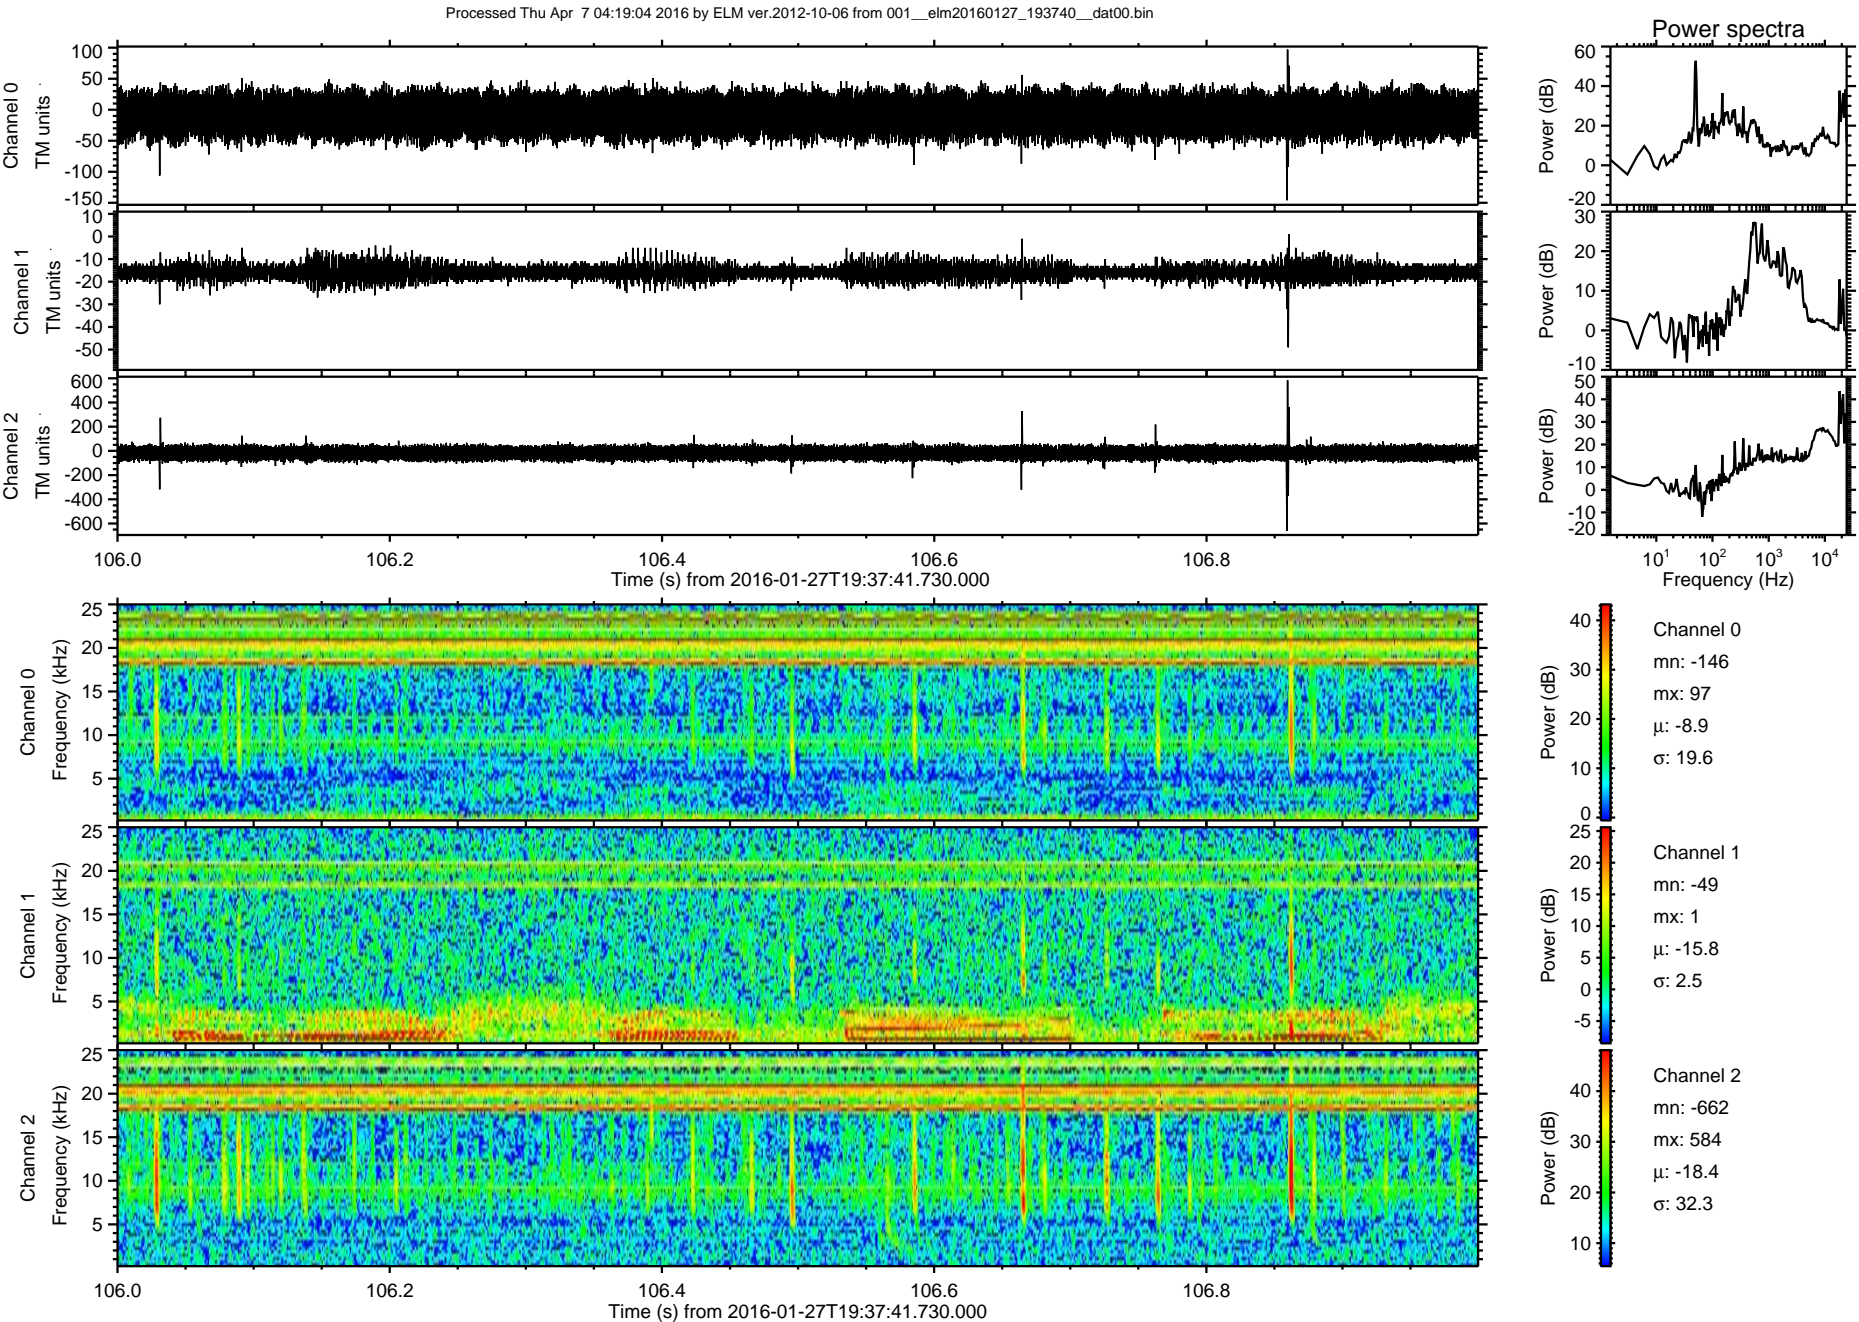 Processed Thu Apr  7 04:19:04 2016 by ELM ver.2012-10-06 from 001__elm20160127_193740__dat00.bin
Power spectra
Channel 0
TM units
100
50
0
-50
-100
-150
Power (dB)
60
40
20
0
-20
Channel 1
TM units
10
0
-10
-20
-30
-40
-50
Power (dB)
30
20
10
0
-10
Channel 2
TM units
600
400
200
0
-200
-400
-600
Power (dB)
50
40
30
20
10
0
-10
-20
106.0 106.2 106.4 106.6 106.8
Time (s) from 2016-01-27T19:37:41.730.000
10¹ 10² 10³ 10⁴
Frequency (Hz)
Channel 0
Frequency (kHz)
25
20
15
10
5
Power (dB)
40
30
20
10
0
Channel 0
mn: -146
mx: 97
μ: -8.9
σ: 19.6
Channel 1
Frequency (kHz)
25
20
15
10
5
Power (dB)
25
20
15
10
5
0
-5
Channel 1
mn: -49
mx: 1
μ: -15.8
σ: 2.5
Channel 2
Frequency (kHz)
25
20
15
10
5
Power (dB)
40
30
20
10
Channel 2
mn: -662
mx: 584
μ: -18.4
σ: 32.3
106.0 106.2 106.4 106.6 106.8
Time (s) from 2016-01-27T19:37:41.730.000